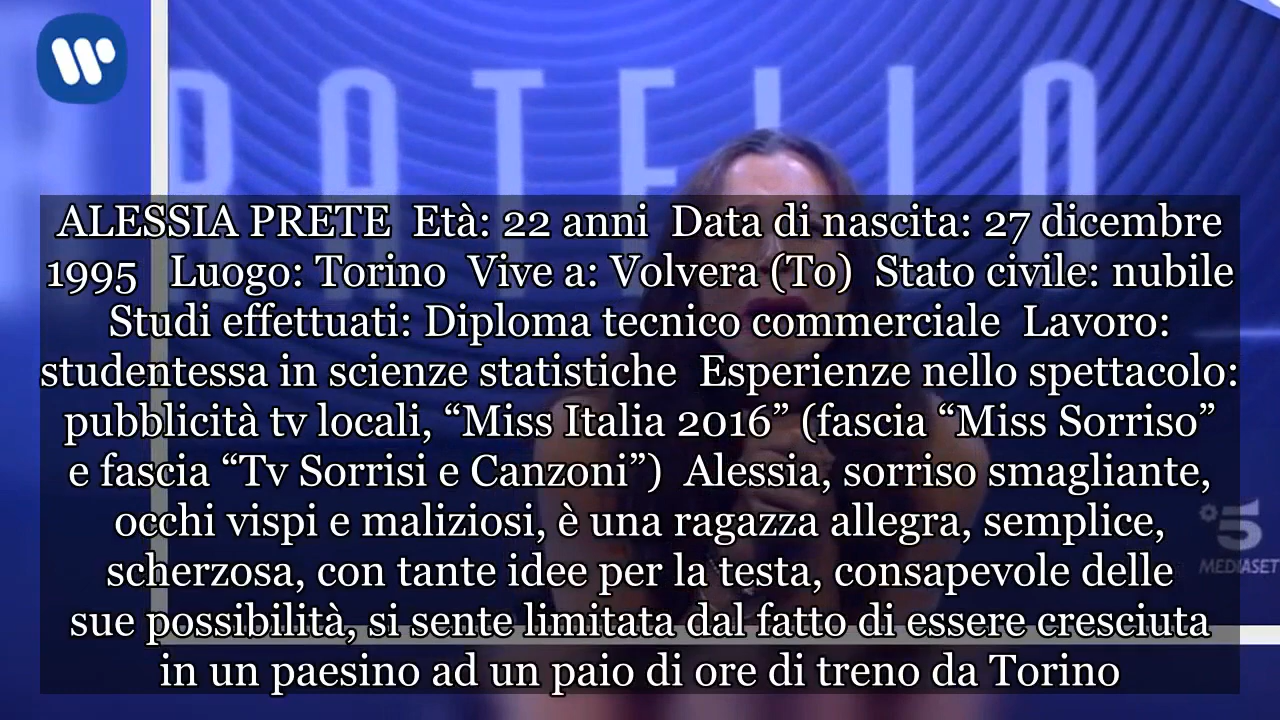 RATELLO
ALESSIA PRETE  Età: 22 anni  Data di nascita: 27 dicembre
1995   Luogo: Torino  Vive a: Volvera (To)  Stato civile: nubile
Studi effettuati: Diploma tecnico commerciale  Lavoro:
studentessa in scienze statistiche  Esperienze nello spettacolo:
pubblicità tv locali, “Miss Italia 2016” (fascia “Miss Sorriso”
e fascia “Tv Sorrisi e Canzoni”)  Alessia, sorriso smagliante,
occhi vispi e maliziosi, è una ragazza allegra, semplice,
scherzosa, con tante idee per la testa, consapevole delle
sue possibilità, si sente limitata dal fatto di essere cresciuta
in un paesino ad un paio di ore di treno da Torino
5
MEDIASET